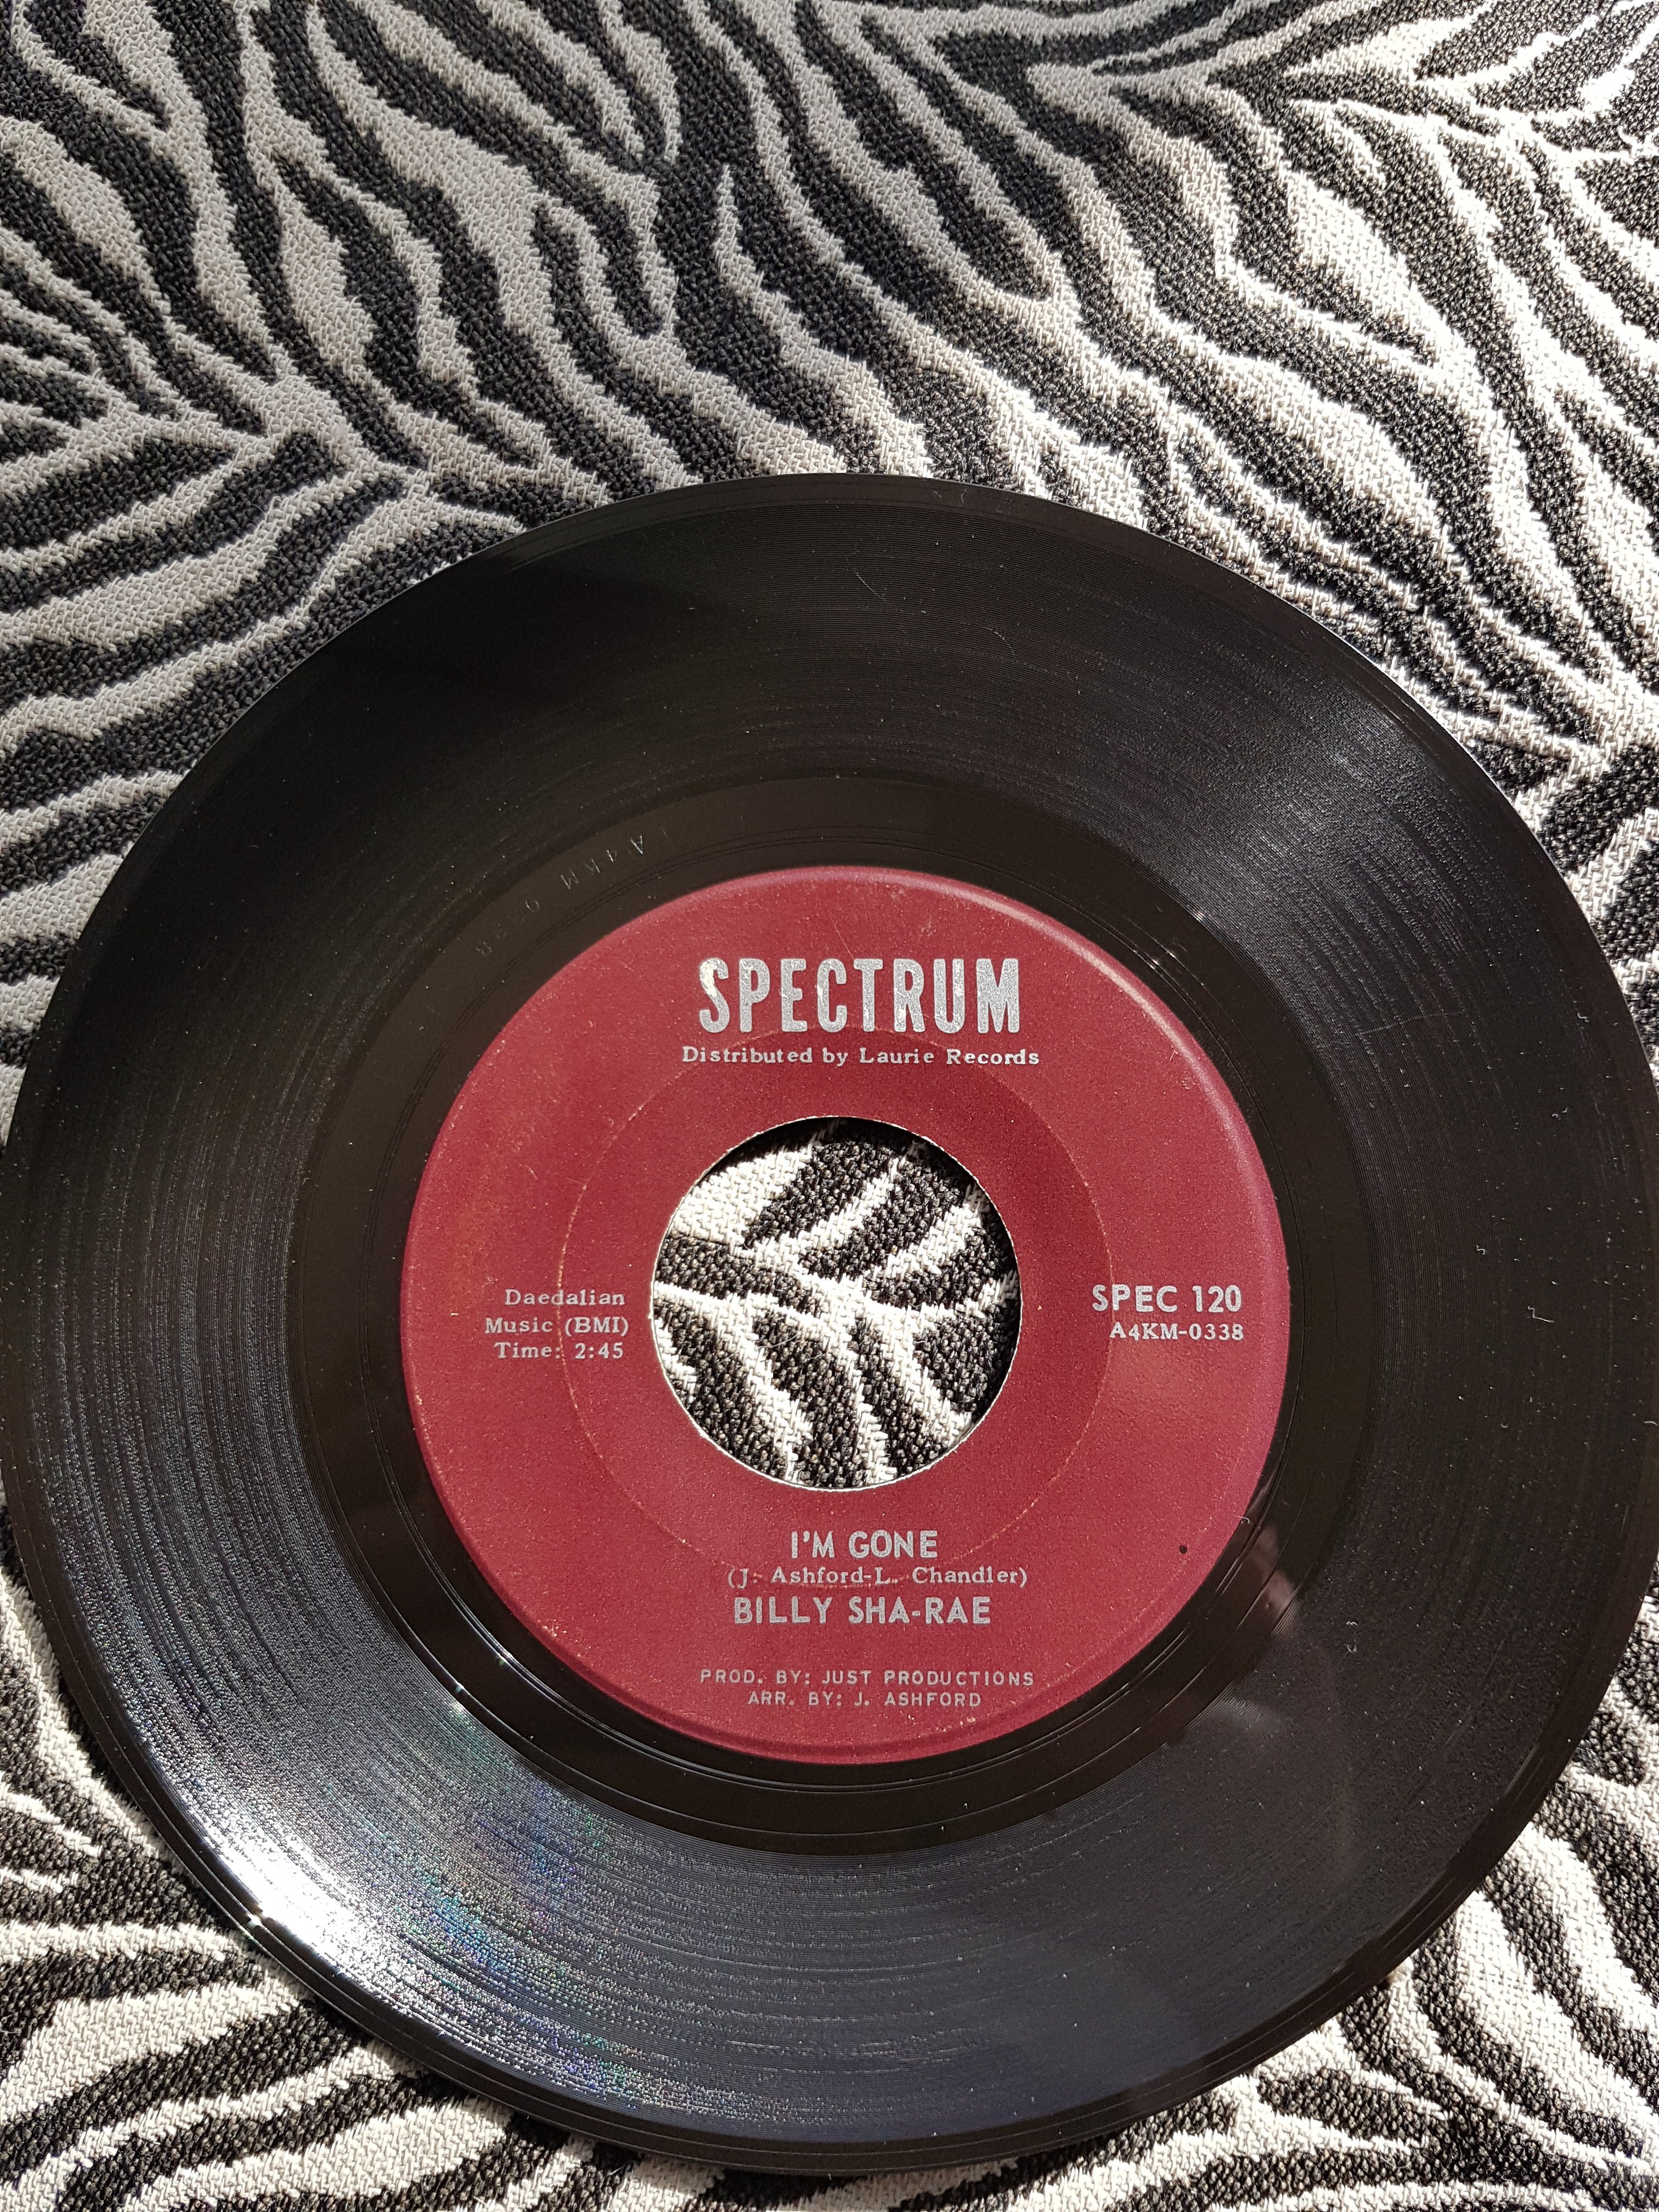 SPECTRUM
Distributed by Laurie Records
Daedalian
Music (BMI)
Time: 2:45
SPEC 120
A4KM-0338
I'M GONE
(J. Ashford-L. Chandler)
BILLY SHA-RAE
PROD. BY: JUST PRODUCTIONS
ARR. BY: J. ASHFORD
A4KM